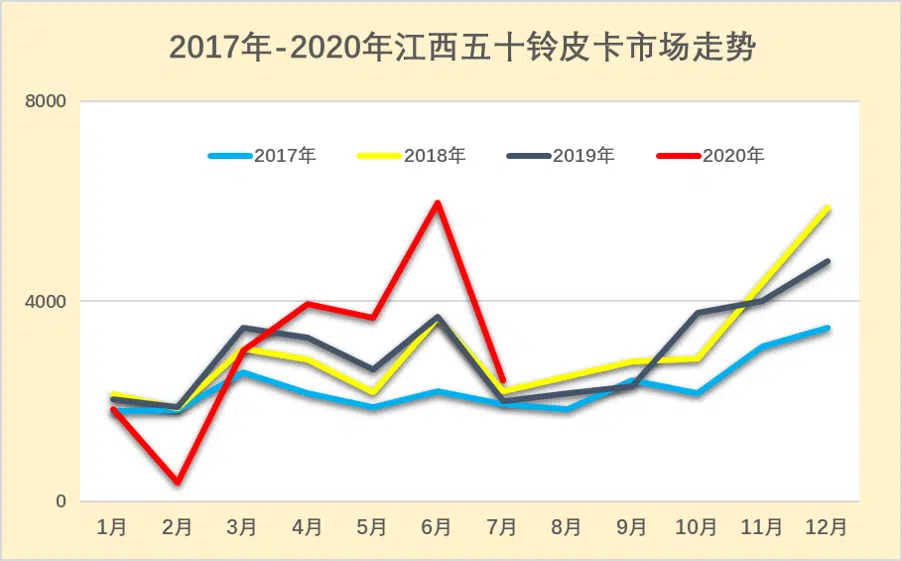 2017年-2020年江西五十铃皮卡市场走势
8000
2017年 2018年 2019年 2020年
4000
0
1月 2月 3月 4月 5月 6月 7月 8月 9月 10月 11月 12月